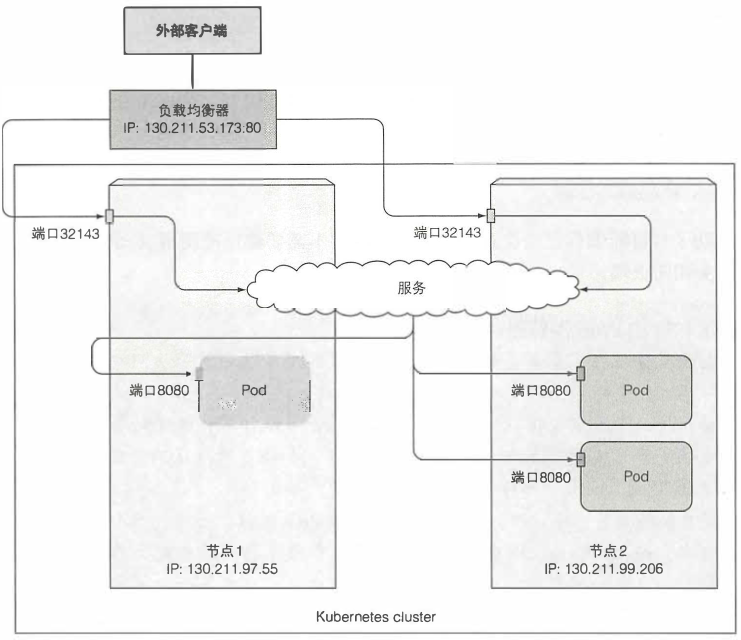 外部客户端
负载均衡器
IP: 130.211.53.173:80
端口32143
端口32143
服务
端口8080
Pod
端口8080
Pod
端口8080
Pod
节点1
IP: 130.211.97.55
节点2
IP: 130.211.99.206
Kubernetes cluster